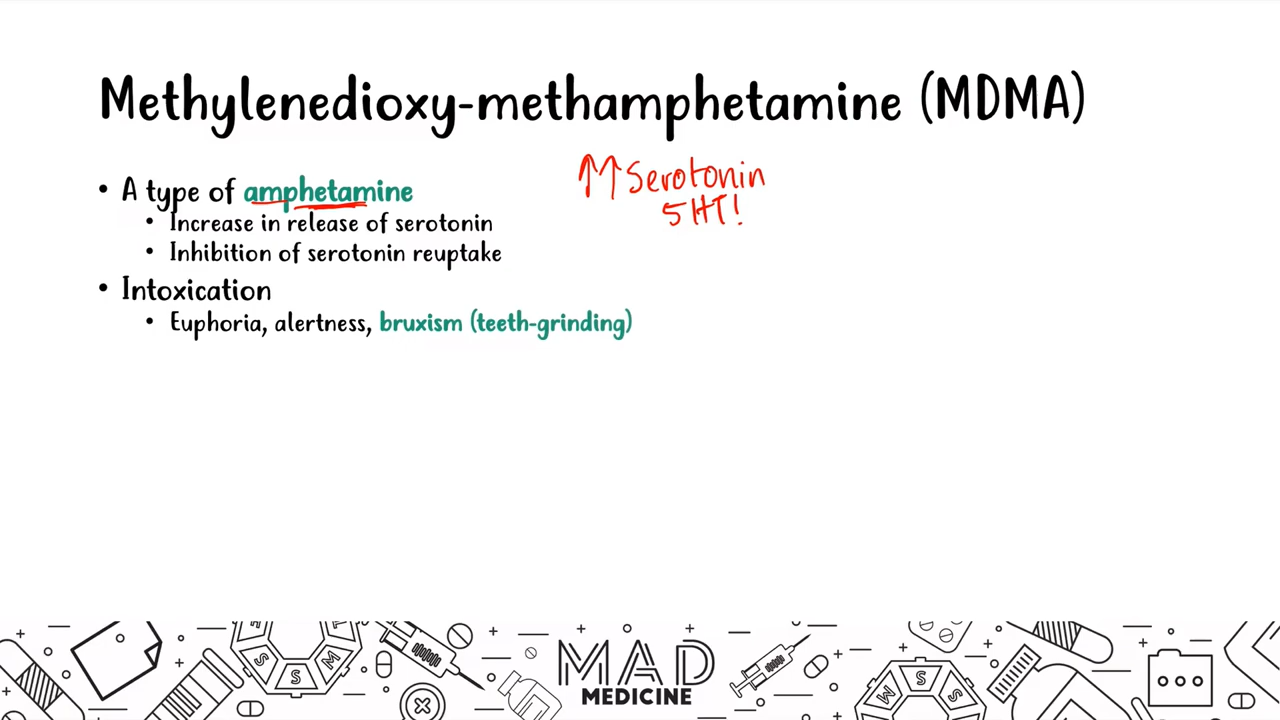 Methylenedioxy-methamphetamine (MDMA)
• A type of amphetamine
• Increase in release of serotonin
• Inhibition of serotonin reuptake
↑↑ Serotonin
5HT!
• Intoxication
• Euphoria, alertness, bruxism (teeth-grinding)
MAD
MEDICINE
S
S
M
M
S
S